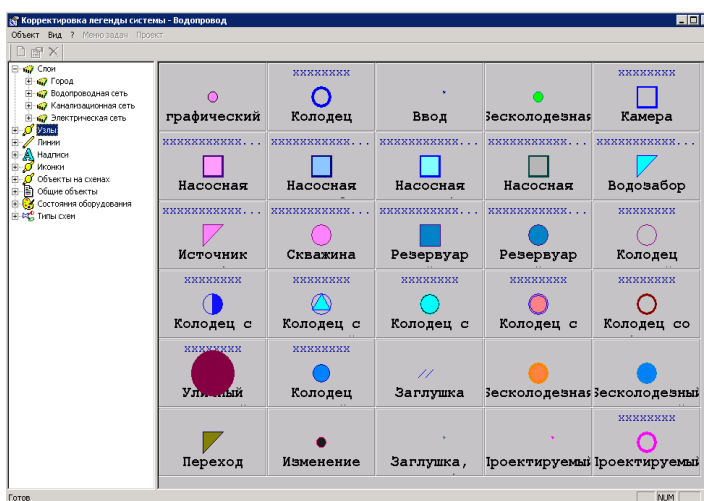 Корректировка легенды системы - Водопровод
Объект Вид ? Меню задач Проект
Слои
Город
Водопроводная сеть
Канализационная сеть
Электрическая сеть
Узлы
Линии
Надписи
Иконки
Объекты на схемах
Общие объекты
Состояния оборудования
Типы схем
xxxxxxxx xxxxxxxx
графический Колодец Ввод Бесколодезная Камера
xxxxxxxxxxx... xxxxxxxxxxx... xxxxxxxxxxx... xxxxxxxxxxx... xxxxxxxxxxx...
Насосная Насосная Насосная Насосная Водозабор
xxxxxxxxxxx... xxxxxxxxxxx... xxxxxxxxxxx... xxxxxxxxxxx... xxxxxxxx
Источник Скважина Резервуар Резервуар Колодец
xxxxxxxx xxxxxxxx xxxxxxxx xxxxxxxx xxxxxxxx
Колодец с Колодец с Колодец с Колодец с Колодец со
xxxxxxxx xxxxxxxx
Уличный Колодец Заглушка Бесколодезная Бесколодезный
xxxxxxxx
Переход Изменение Заглушка, Проектируемый Проектируемый
Готов NUM